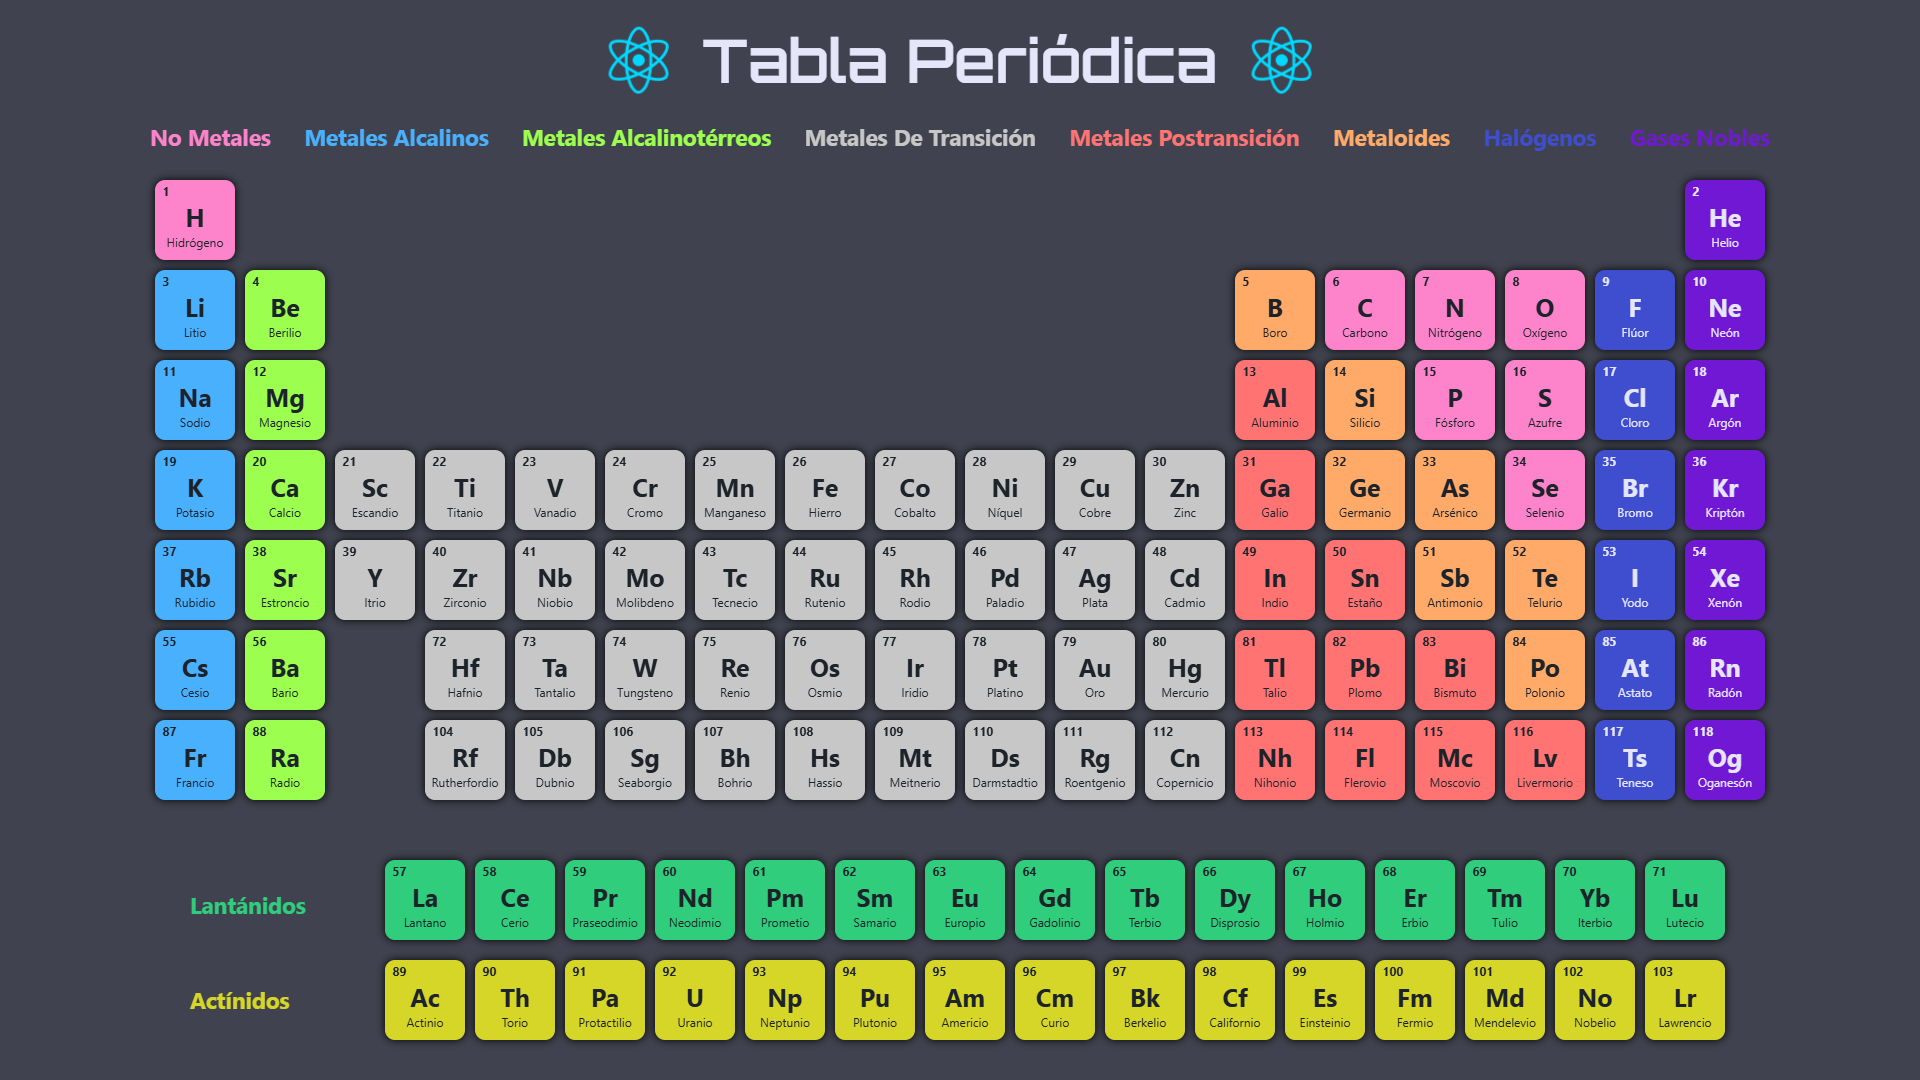 Tabla Periódica
No Metales Metales Alcalinos Metales Alcalinotérreos Metales De Transición Metales Postransición Metaloides Halógenos Gases Nobles
1 2
H He
Hidrógeno Helio
3 4 5 6 7 8 9 10
Li Be B C N O F Ne
Litio Berilio Boro Carbono Nitrógeno Oxígeno Flúor Neón
11 12 13 14 15 16 17 18
Na Mg Al Si P S Cl Ar
Sodio Magnesio Aluminio Silicio Fósforo Azufre Cloro Argón
19 20 21 22 23 24 25 26 27 28 29 30 31 32 33 34 35 36
K Ca Sc Ti V Cr Mn Fe Co Ni Cu Zn Ga Ge As Se Br Kr
Potasio Calcio Escandio Titanio Vanadio Cromo Manganeso Hierro Cobalto Níquel Cobre Zinc Galio Germanio Arsénico Selenio Bromo Kriptón
37 38 39 40 41 42 43 44 45 46 47 48 49 50 51 52 53 54
Rb Sr Y Zr Nb Mo Tc Ru Rh Pd Ag Cd In Sn Sb Te I Xe
Rubidio Estroncio Itrio Zirconio Niobio Molibdeno Tecnecio Rutenio Rodio Paladio Plata Cadmio Indio Estaño Antimonio Telurio Yodo Xenón
55 56 72 73 74 75 76 77 78 79 80 81 82 83 84 85 86
Cs Ba Hf Ta W Re Os Ir Pt Au Hg Tl Pb Bi Po At Rn
Cesio Bario Hafnio Tantalio Tungsteno Renio Osmio Iridio Platino Oro Mercurio Talio Plomo Bismuto Polonio Astato Radón
87 88 104 105 106 107 108 109 110 111 112 113 114 115 116 117 118
Fr Ra Rf Db Sg Bh Hs Mt Ds Rg Cn Nh Fl Mc Lv Ts Og
Francio Radio Rutherfordio Dubnio Seaborgio Bohrio Hassio Meitnerio Darmstadtio Roentgenio Copernicio Nihonio Flerovio Moscovio Livermorio Teneso Oganesón
57 58 59 60 61 62 63 64 65 66 67 68 69 70 71
Lantánidos La Ce Pr Nd Pm Sm Eu Gd Tb Dy Ho Er Tm Yb Lu
Lantano Cerio Praseodimio Neodimio Prometio Samario Europio Gadolinio Terbio Disprosio Holmio Erbio Tulio Iterbio Lutecio
89 90 91 92 93 94 95 96 97 98 99 100 101 102 103
Actínidos Ac Th Pa U Np Pu Am Cm Bk Cf Es Fm Md No Lr
Actinio Torio Protactilio Uranio Neptunio Plutonio Americio Curio Berkelio Californio Einsteinio Fermio Mendelevio Nobelio Lawrencio